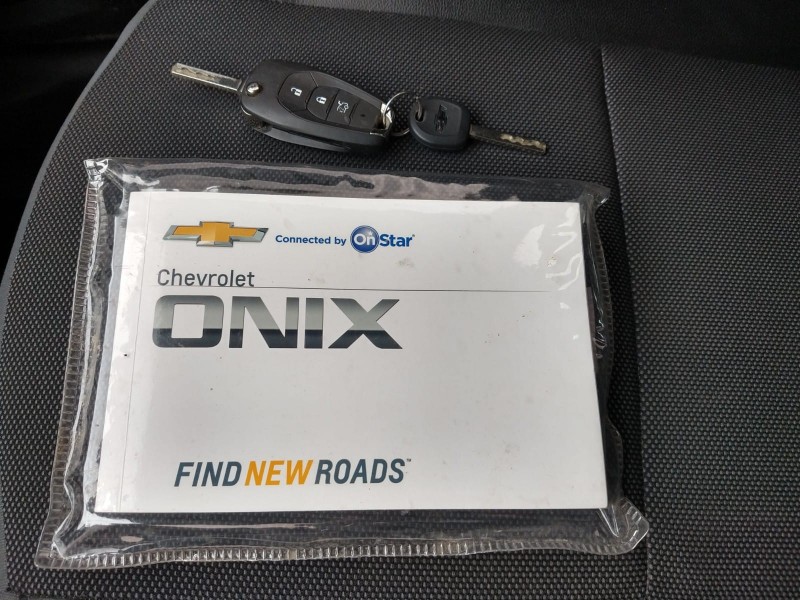 Connected by OnStar
Chevrolet
ONIX
FIND NEW ROADS™